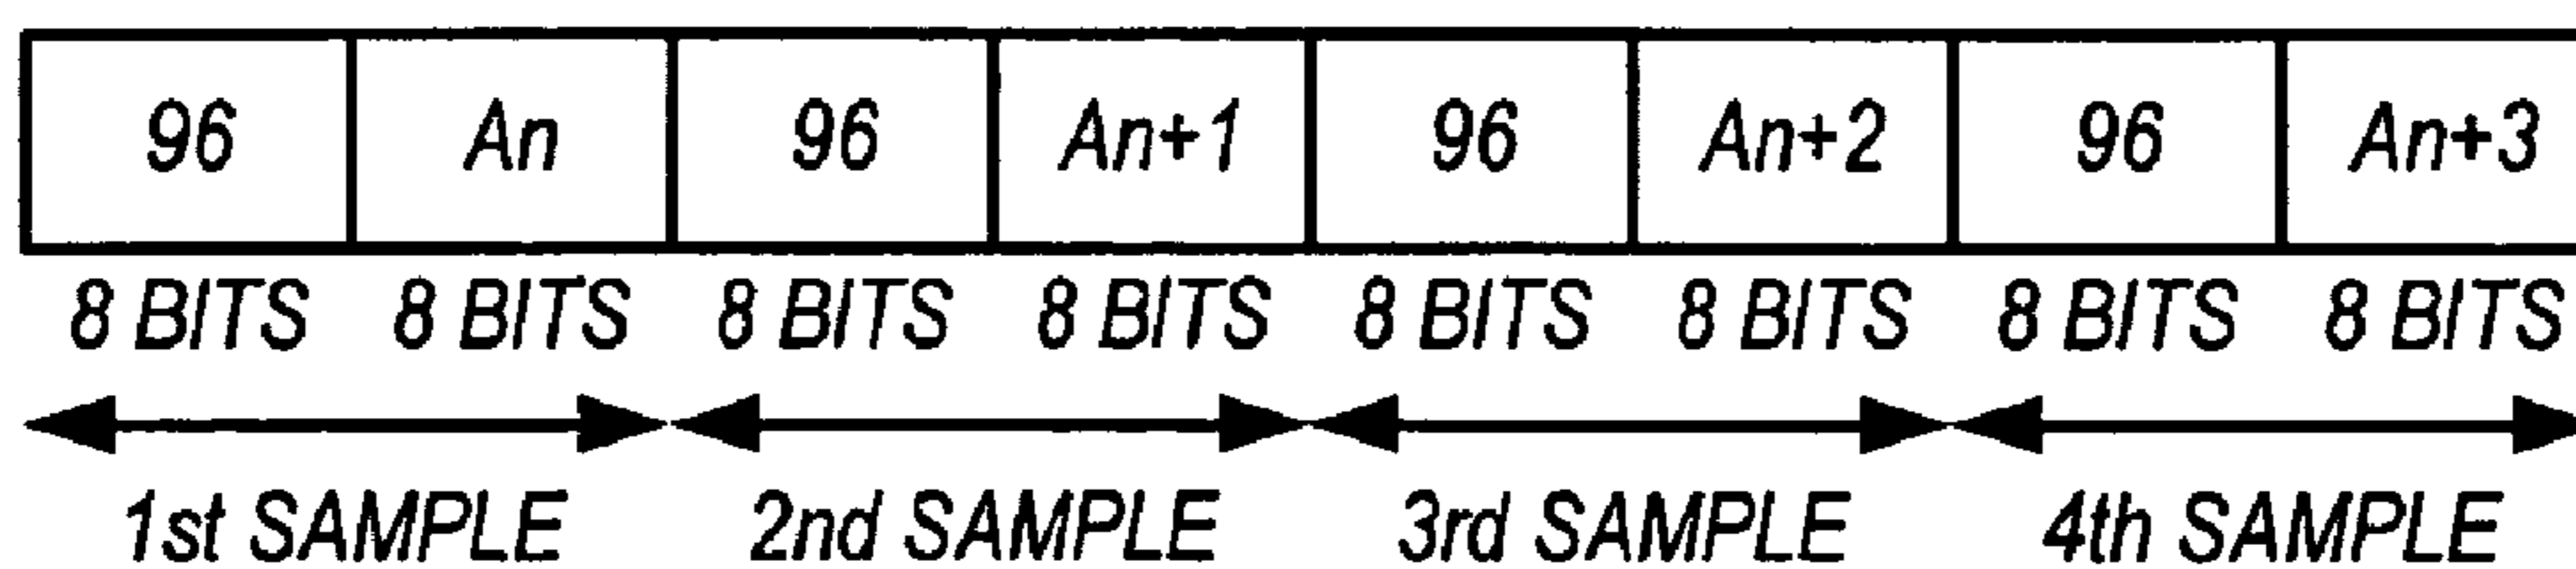 96 An 96 An+1 96 An+2 96 An+3
8 BITS 8 BITS 8 BITS 8 BITS 8 BITS 8 BITS 8 BITS 8 BITS
1st SAMPLE 2nd SAMPLE 3rd SAMPLE 4th SAMPLE